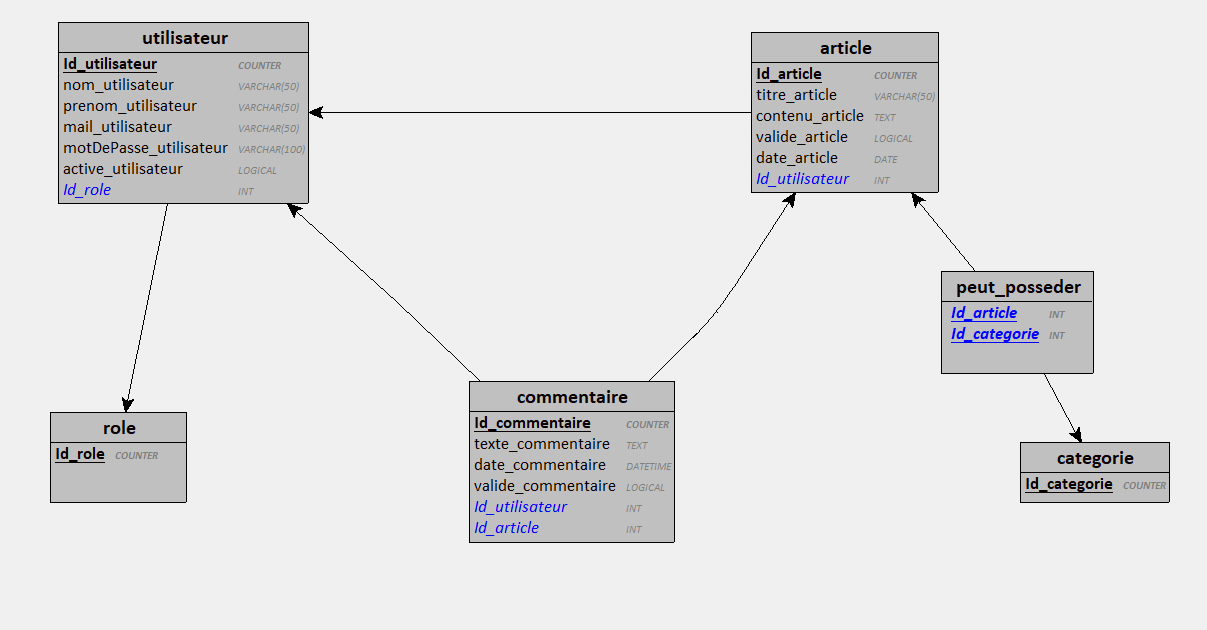 utilisateur
Id_utilisateur COUNTER
nom_utilisateur VARCHAR(50)
prenom_utilisateur VARCHAR(50)
mail_utilisateur VARCHAR(50)
motDePasse_utilisateur VARCHAR(100)
active_utilisateur LOGICAL
Id_role INT
article
Id_article COUNTER
titre_article VARCHAR(50)
contenu_article TEXT
valide_article LOGICAL
date_article DATE
Id_utilisateur INT
peut_posseder
Id_article INT
Id_categorie INT
role
Id_role COUNTER
commentaire
Id_commentaire COUNTER
texte_commentaire TEXT
date_commentaire DATETIME
valide_commentaire LOGICAL
Id_utilisateur INT
Id_article INT
categorie
Id_categorie COUNTER